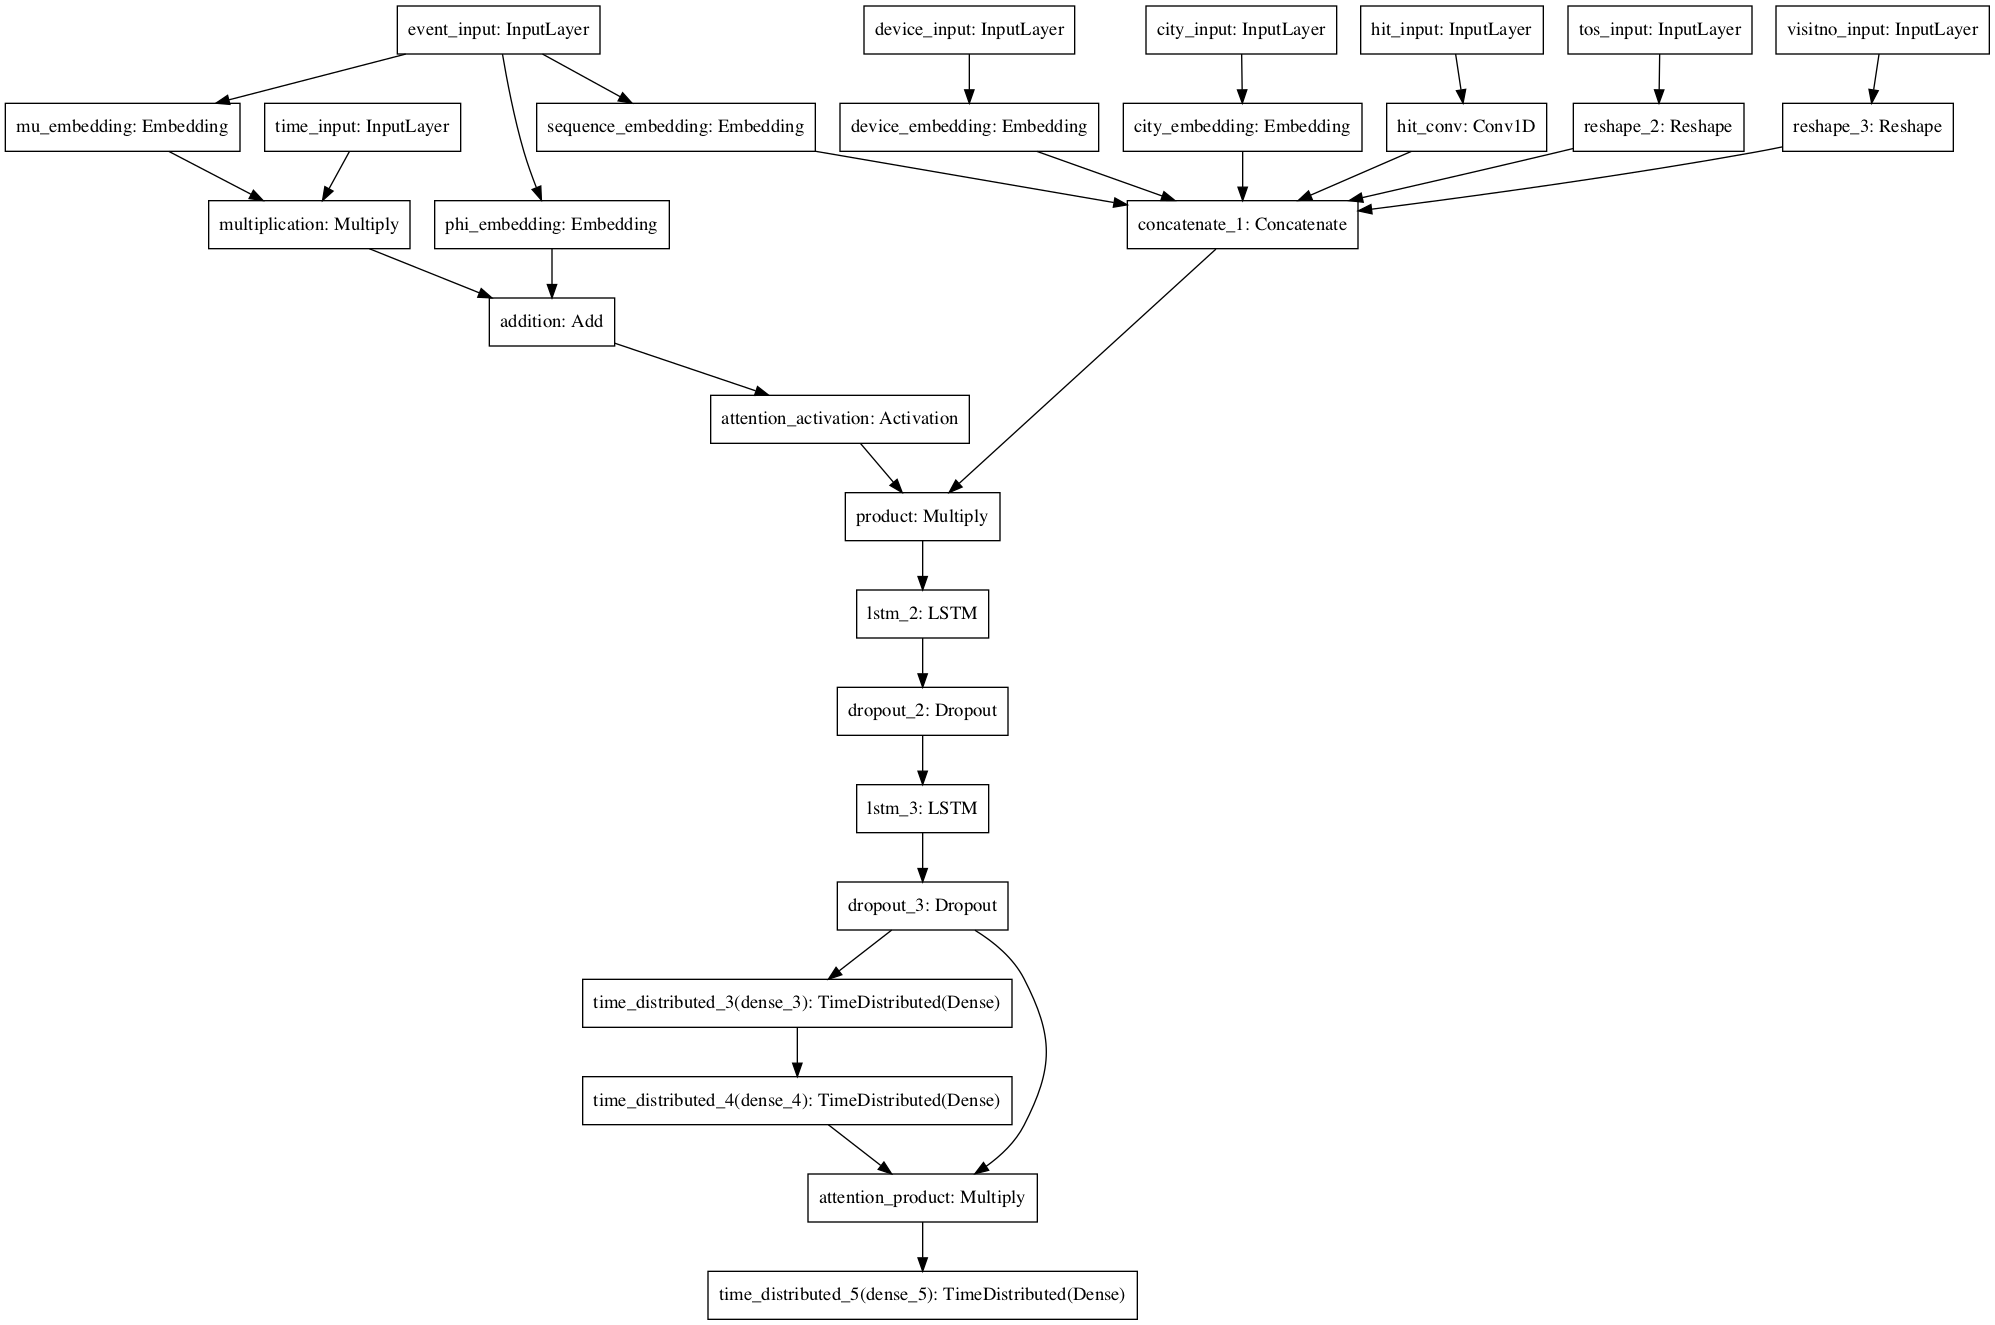 event_input: InputLayer
device_input: InputLayer
city_input: InputLayer
hit_input: InputLayer
tos_input: InputLayer
visitno_input: InputLayer
mu_embedding: Embedding
time_input: InputLayer
sequence_embedding: Embedding
device_embedding: Embedding
city_embedding: Embedding
hit_conv: Conv1D
reshape_2: Reshape
reshape_3: Reshape
multiplication: Multiply
phi_embedding: Embedding
concatenate_1: Concatenate
addition: Add
attention_activation: Activation
product: Multiply
lstm_2: LSTM
dropout_2: Dropout
lstm_3: LSTM
dropout_3: Dropout
time_distributed_3(dense_3): TimeDistributed(Dense)
time_distributed_4(dense_4): TimeDistributed(Dense)
attention_product: Multiply
time_distributed_5(dense_5): TimeDistributed(Dense)